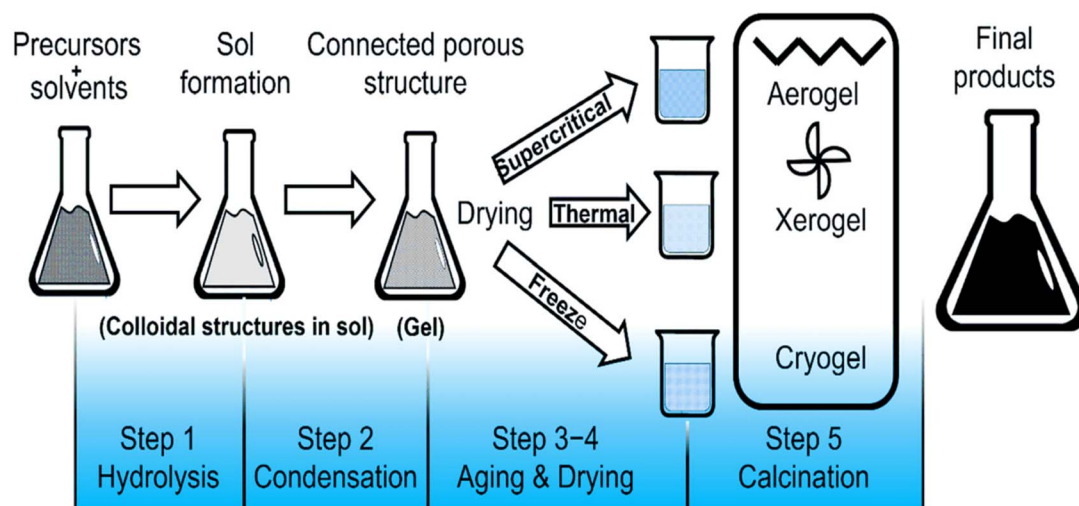 Precursors
+
solvents
Sol
formation
Connected porous
structure
(Colloidal structures in sol)
(Gel)
Drying
Supercritical
Thermal
Freeze
Aerogel
Xerogel
Cryogel
Final
products
Step 1
Hydrolysis
Step 2
Condensation
Step 3–4
Aging & Drying
Step 5
Calcination